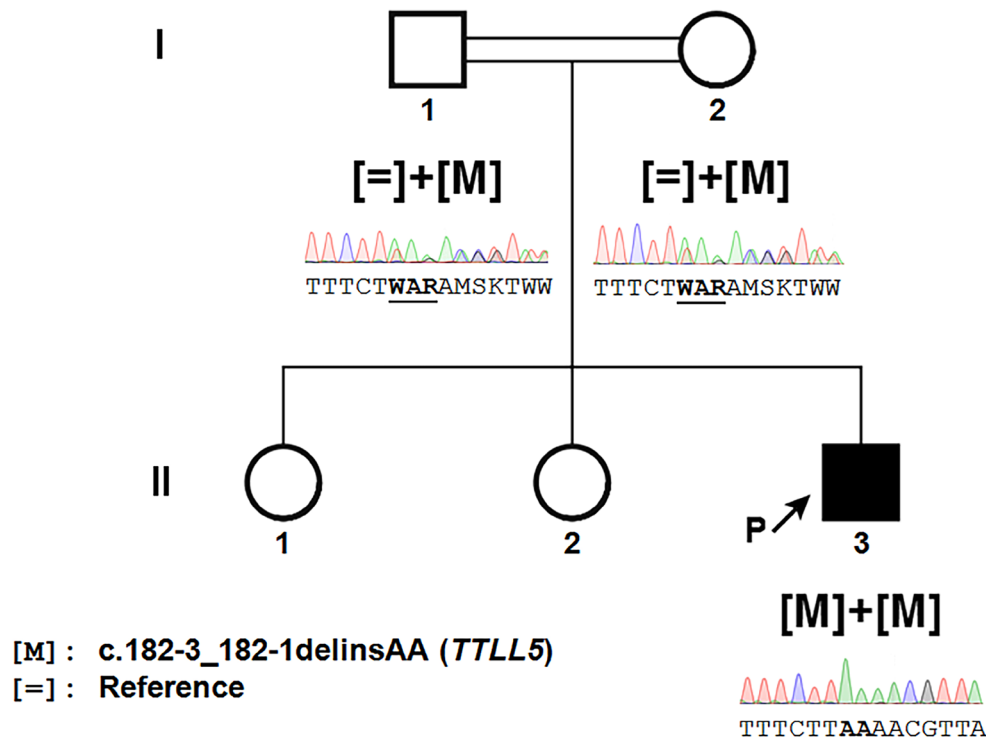 I
1 2
[=]+[M] [=]+[M]
TTTCTWARAMSKTWW TTTCTWARAMSKTWW
II
P
1 2 3
[M]+[M]
[M] : c.182-3_182-1delinsAA (TTLL5)
[=] : Reference
TTTCTTAAAACGTTA